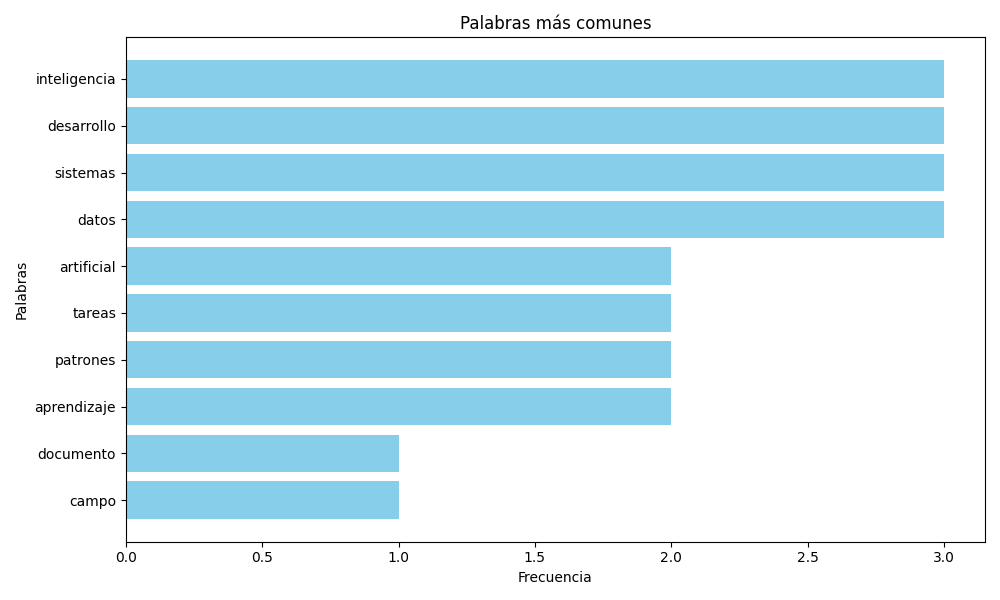 Palabras más comunes
Palabras
inteligencia
desarrollo
sistemas
datos
artificial
tareas
patrones
aprendizaje
documento
campo
0.0 0.5 1.0 1.5 2.0 2.5 3.0
Frecuencia